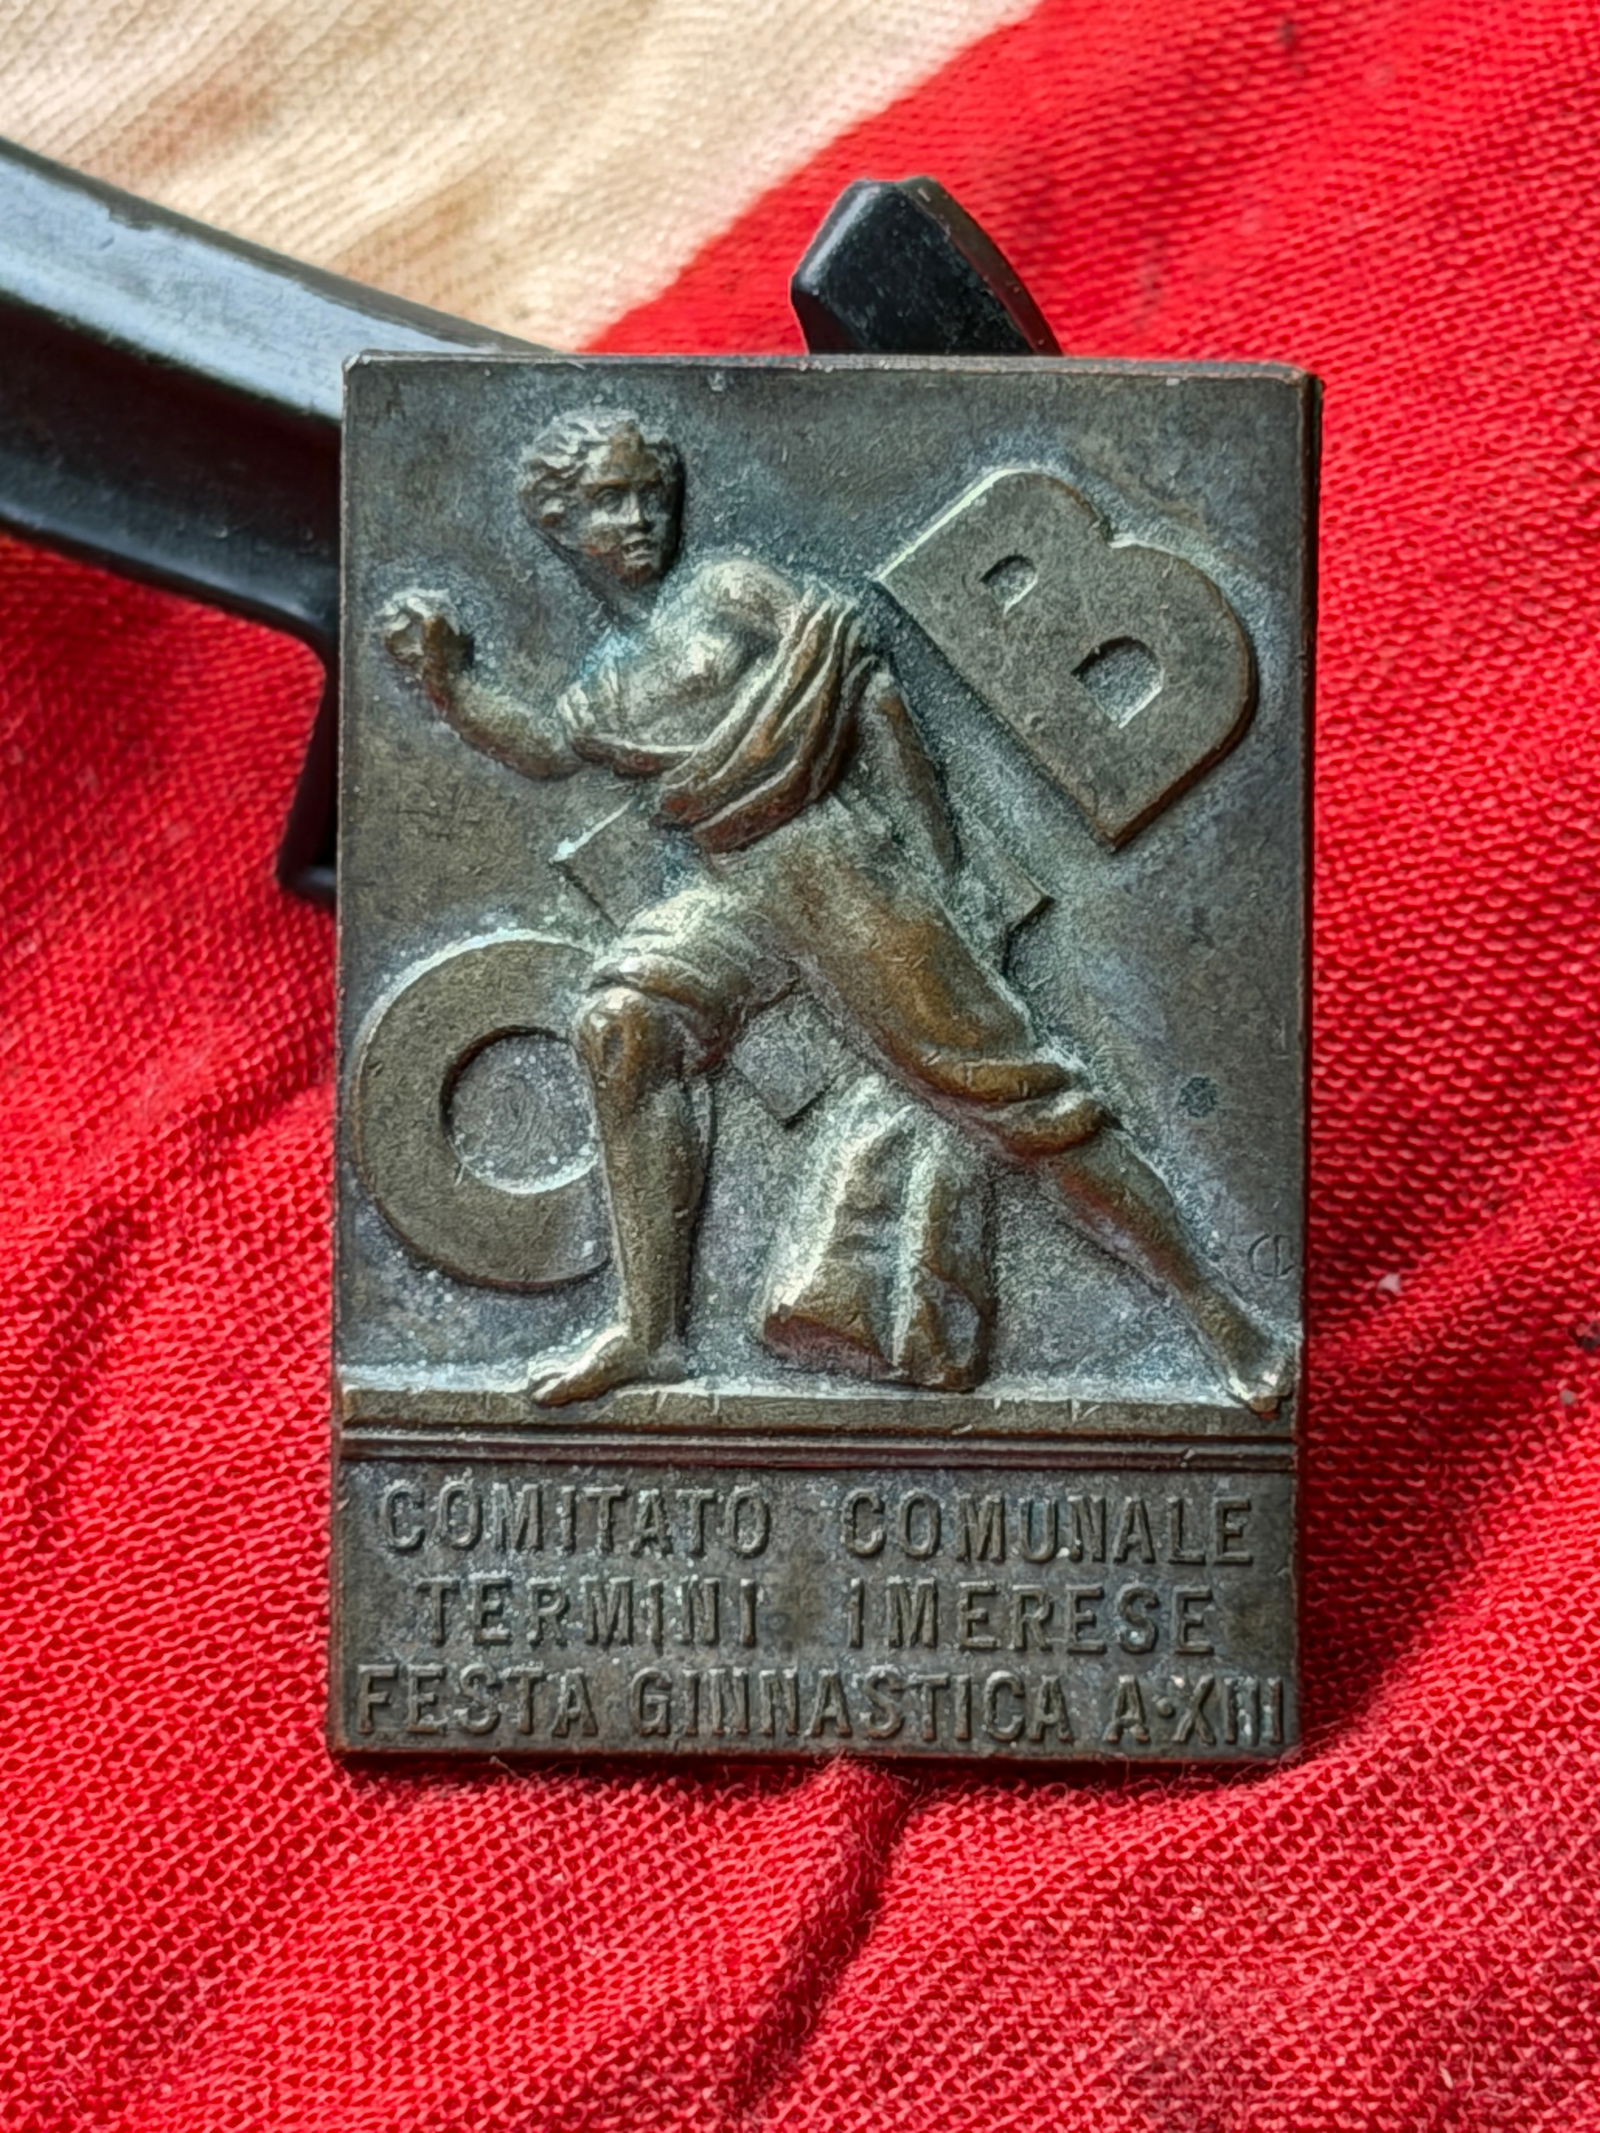 B
O
COMITATO COMUNALE
TERMINI IMERESE
FESTA GINNASTICA A·XIII